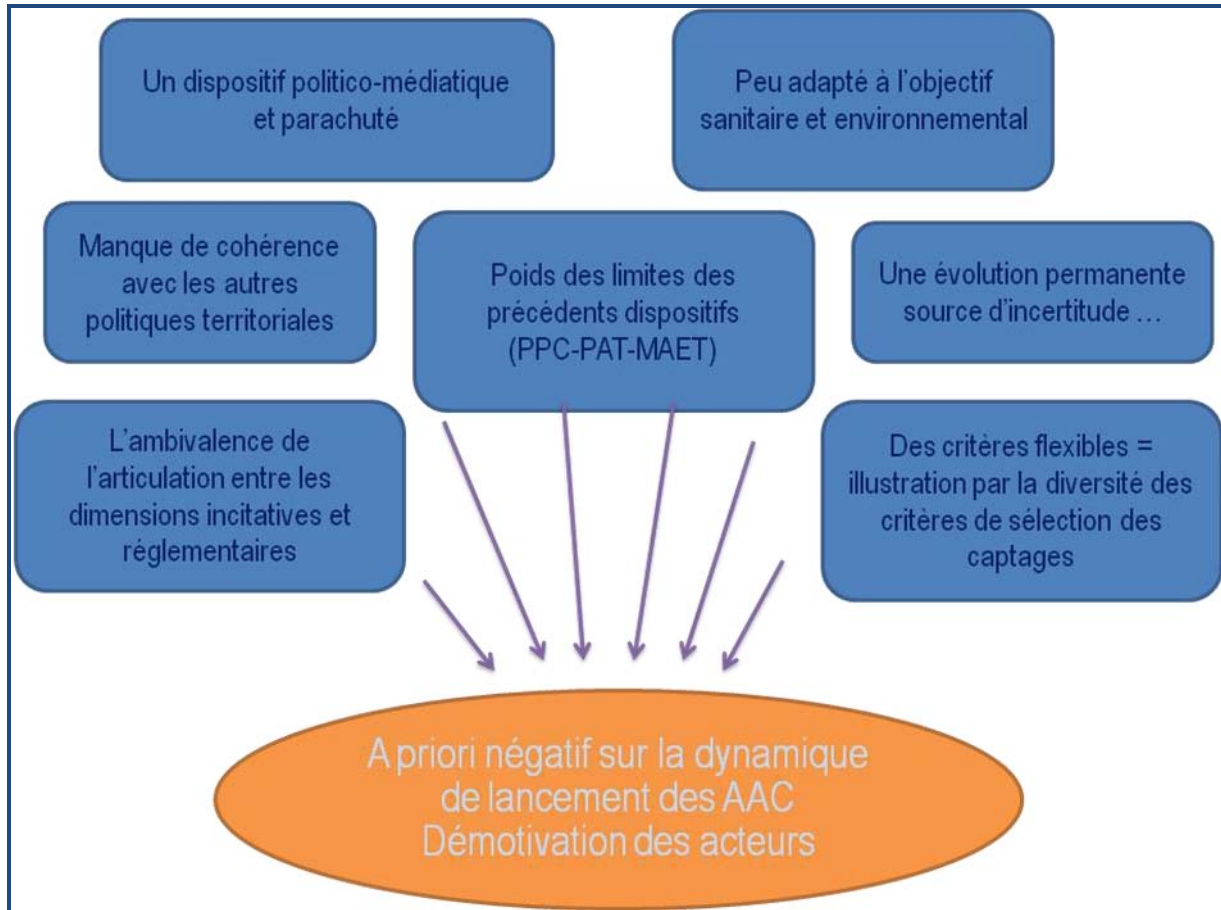 Un dispositif politico-médiatique
et parachuté
Peu adapté à l'objectif
sanitaire et environnemental
Manque de cohérence
avec les autres
politiques territoriales
Poids des limites des
précédents dispositifs
(PPC-PAT-MAET)
Une évolution permanente
source d'incertitude ...
L'ambivalence de
l'articulation entre les
dimensions incitatives et
réglementaires
Des critères flexibles =
illustration par la diversité des
critères de sélection des
captages
A priori négatif sur la dynamique
de lancement des AAC
Démotivation des acteurs